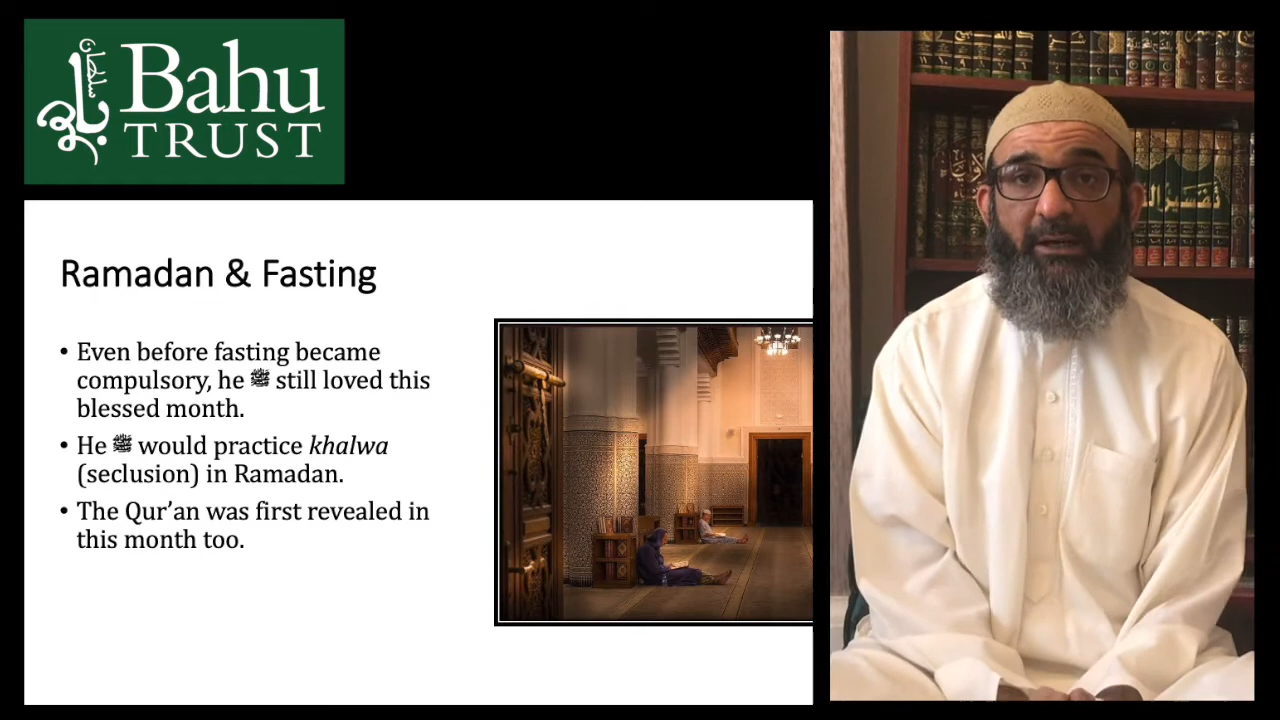 سلطان
باھو
Bahu
TRUST
Ramadan & Fasting
• Even before fasting became
compulsory, he ﷺ still loved this
blessed month.
• He ﷺ would practice khalwa
(seclusion) in Ramadan.
• The Qur’an was first revealed in
this month too.